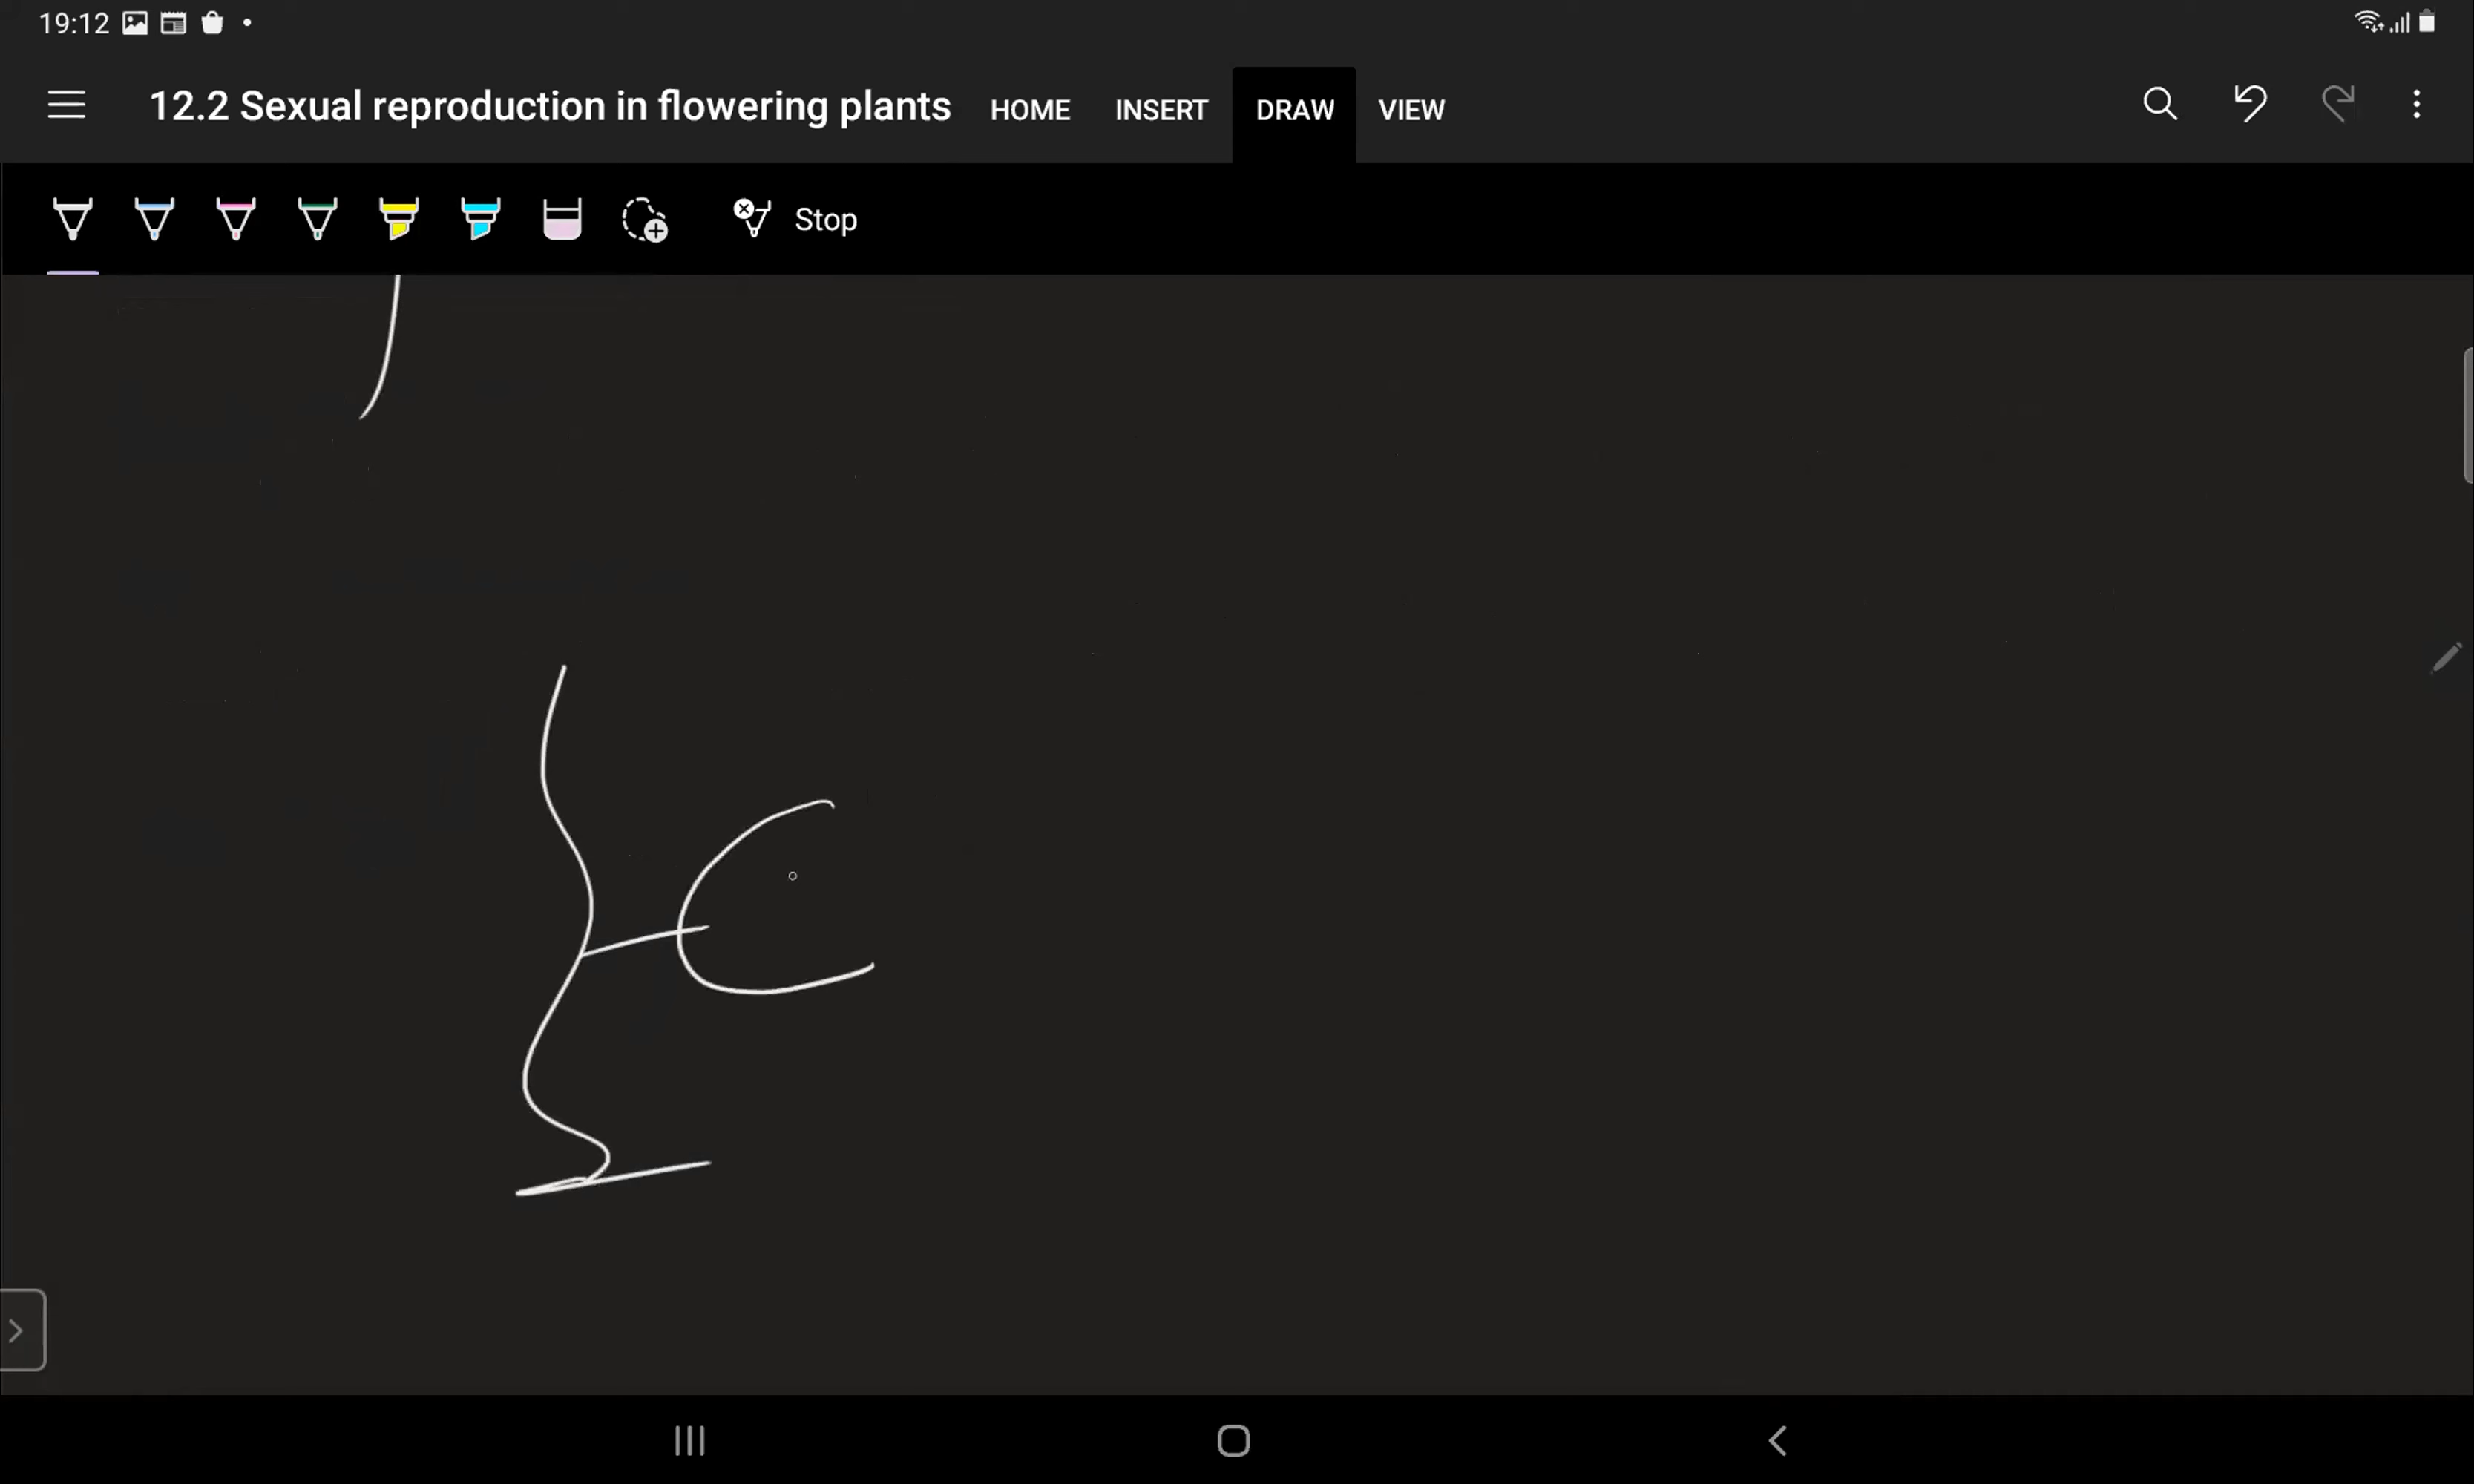 19:12
12.2 Sexual reproduction in flowering plants HOME INSERT DRAW VIEW
Stop